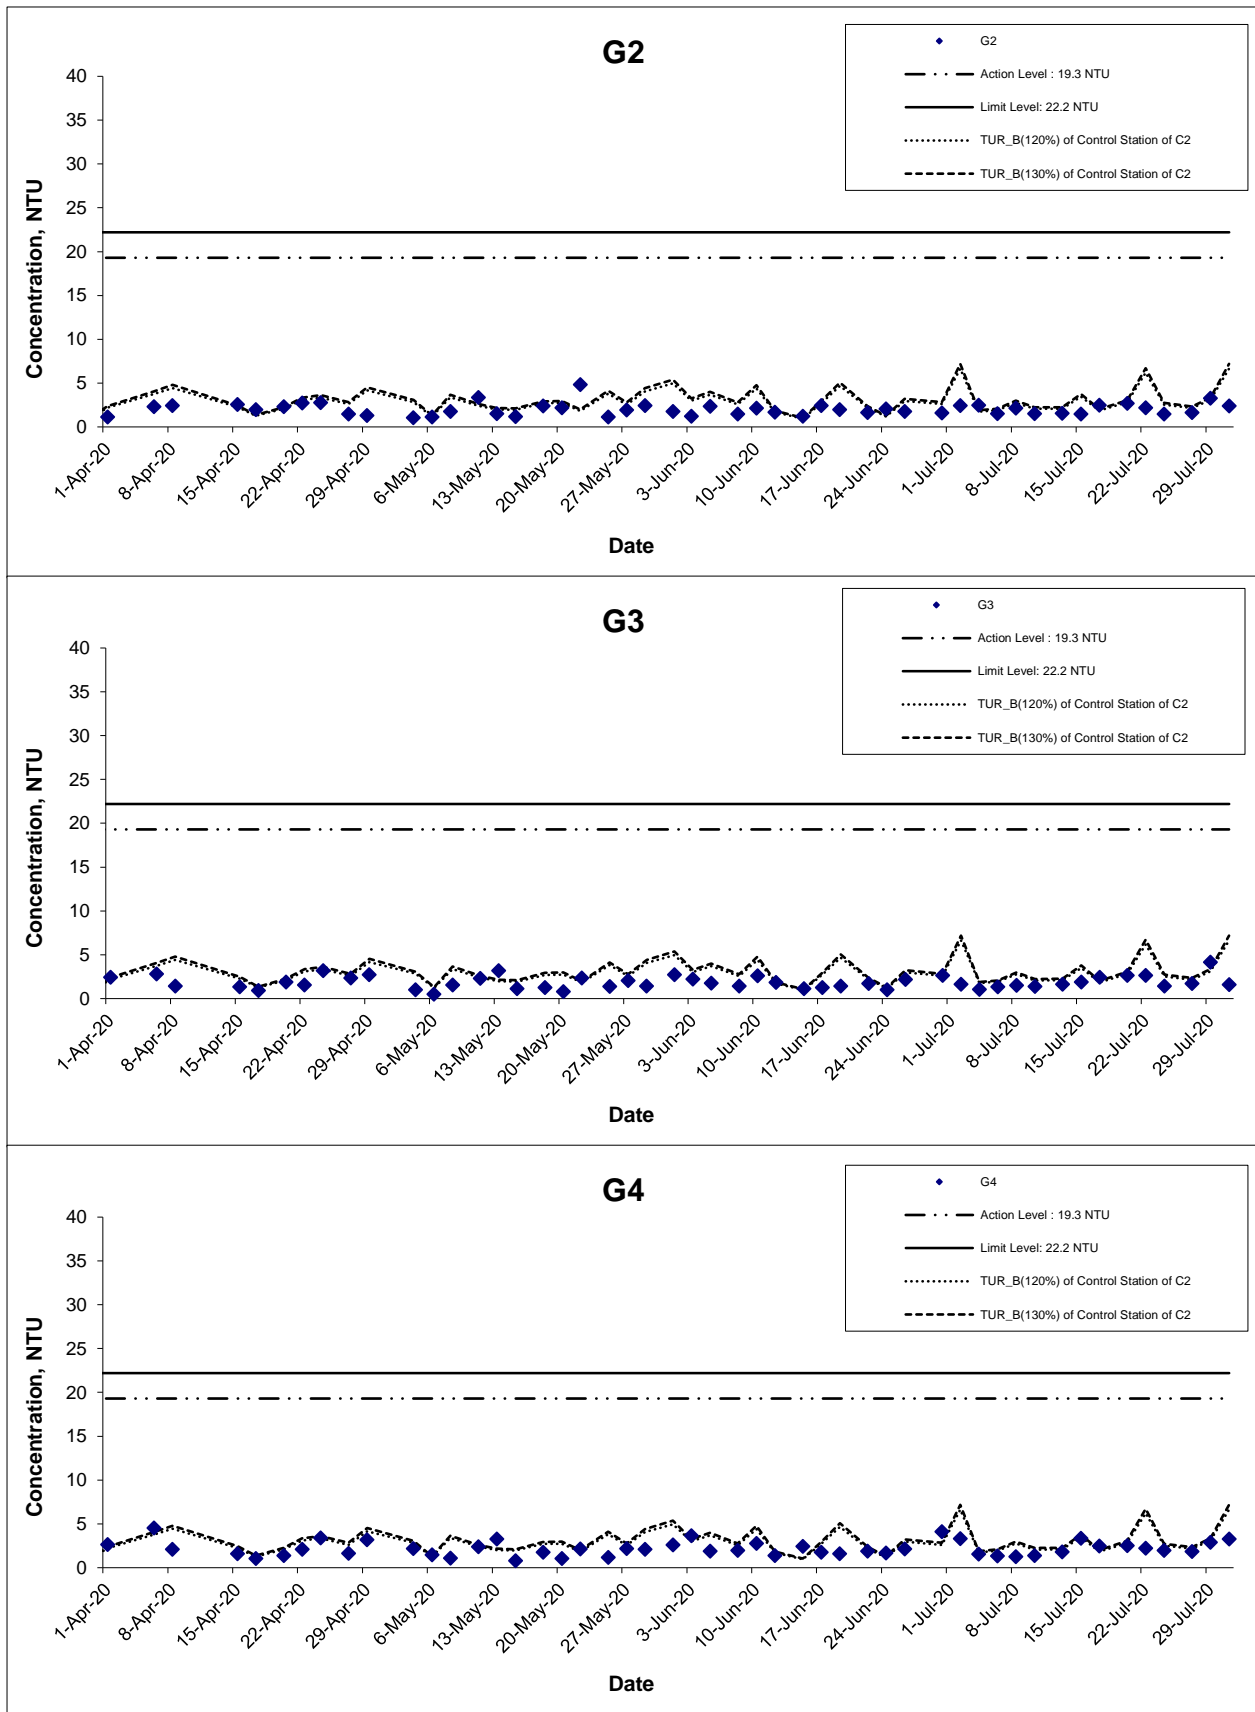 G2
G2
Action Level : 19.3 NTU
Limit Level: 22.2 NTU
TUR_B(120%) of Control Station of C2
TUR_B(130%) of Control Station of C2
Concentration, NTU
40
35
30
25
20
15
10
5
0
1-Apr-20
8-Apr-20
15-Apr-20
22-Apr-20
29-Apr-20
6-May-20
13-May-20
20-May-20
27-May-20
3-Jun-20
10-Jun-20
17-Jun-20
24-Jun-20
1-Jul-20
8-Jul-20
15-Jul-20
22-Jul-20
29-Jul-20
Date
G3
G3
Action Level : 19.3 NTU
Limit Level: 22.2 NTU
TUR_B(120%) of Control Station of C2
TUR_B(130%) of Control Station of C2
Concentration, NTU
40
35
30
25
20
15
10
5
0
1-Apr-20
8-Apr-20
15-Apr-20
22-Apr-20
29-Apr-20
6-May-20
13-May-20
20-May-20
27-May-20
3-Jun-20
10-Jun-20
17-Jun-20
24-Jun-20
1-Jul-20
8-Jul-20
15-Jul-20
22-Jul-20
29-Jul-20
Date
G4
G4
Action Level : 19.3 NTU
Limit Level: 22.2 NTU
TUR_B(120%) of Control Station of C2
TUR_B(130%) of Control Station of C2
Concentration, NTU
40
35
30
25
20
15
10
5
0
1-Apr-20
8-Apr-20
15-Apr-20
22-Apr-20
29-Apr-20
6-May-20
13-May-20
20-May-20
27-May-20
3-Jun-20
10-Jun-20
17-Jun-20
24-Jun-20
1-Jul-20
8-Jul-20
15-Jul-20
22-Jul-20
29-Jul-20
Date